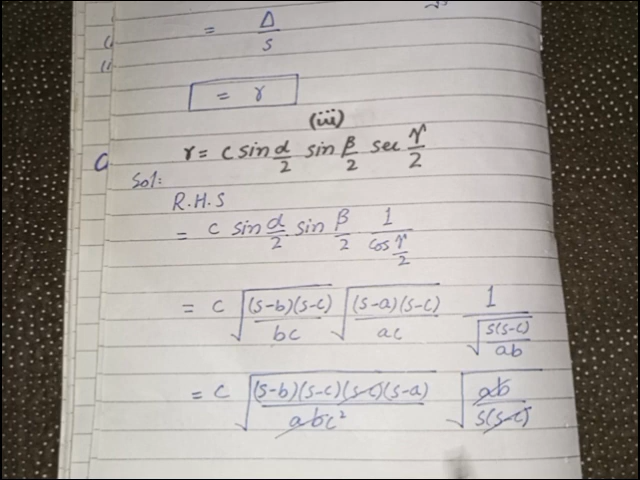 = Δ/s
= r
(iii)
r = c sin α/2 sin β/2 sec γ/2
Sol:
R.H.S
= c sin α/2 sin β/2 1/cos γ/2
= c √((s-b)(s-c)/bc) √((s-a)(s-c)/ac) 1/√(s(s-c)/ab)
= c √((s-b)(s-c)(s-c)(s-a)/abc²) √(ab/s(s-c))